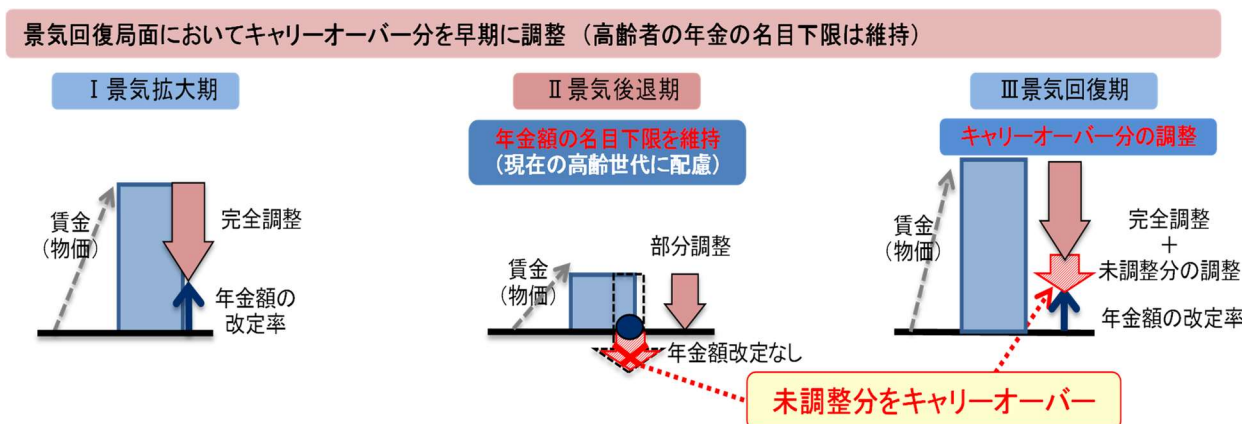 景気回復局面においてキャリーオーバー分を早期に調整 (高齢者の年金の名目下限は維持)
Ⅰ 景気拡大期
賃金
(物価)
完全調整
年金額の
改定率
Ⅱ 景気後退期
年金額の名目下限を維持
(現在の高齢世代に配慮)
賃金
(物価)
部分調整
年金額改定なし
Ⅲ景気回復期
キャリーオーバー分の調整
賃金
(物価)
完全調整
+
未調整分の調整
年金額の改定率
未調整分をキャリーオーバー